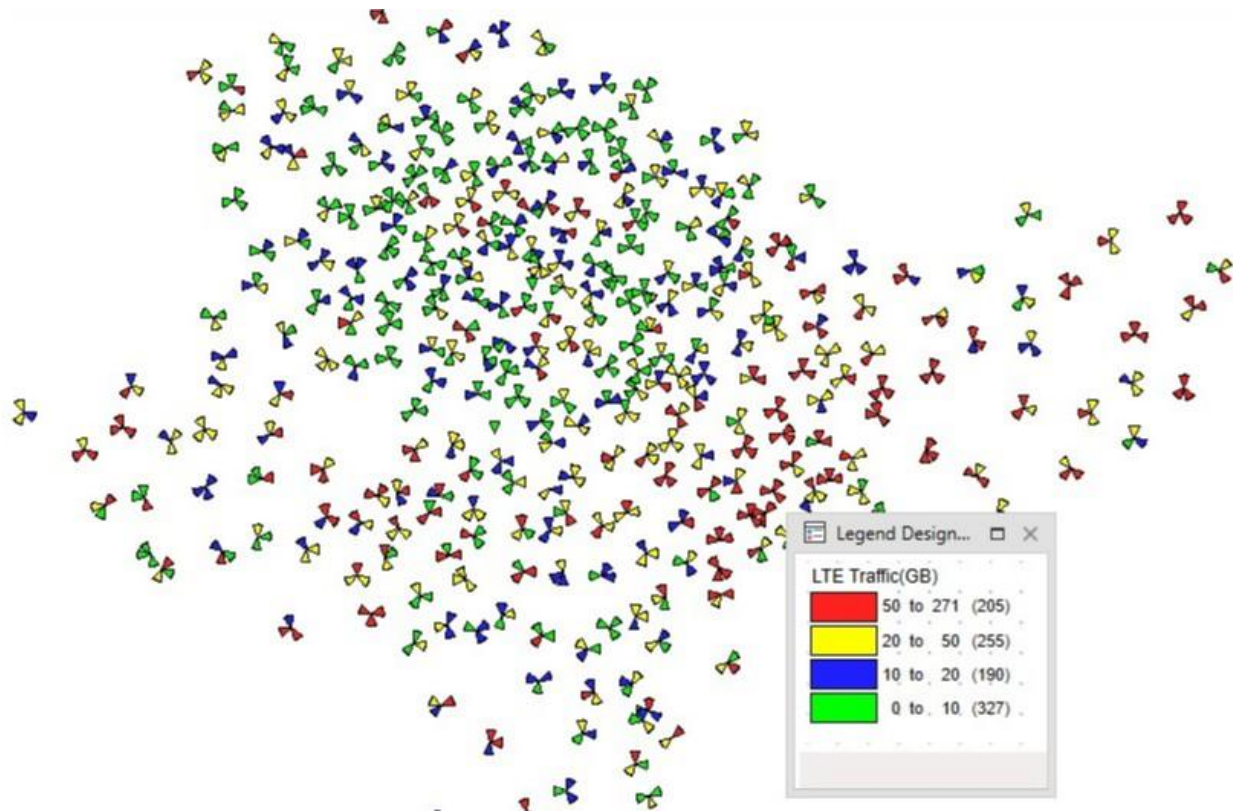 Legend Design...
LTE Traffic(GB)
50 to 271 (205)
20 to 50 (255)
10 to 20 (190)
0 to 10 (327)